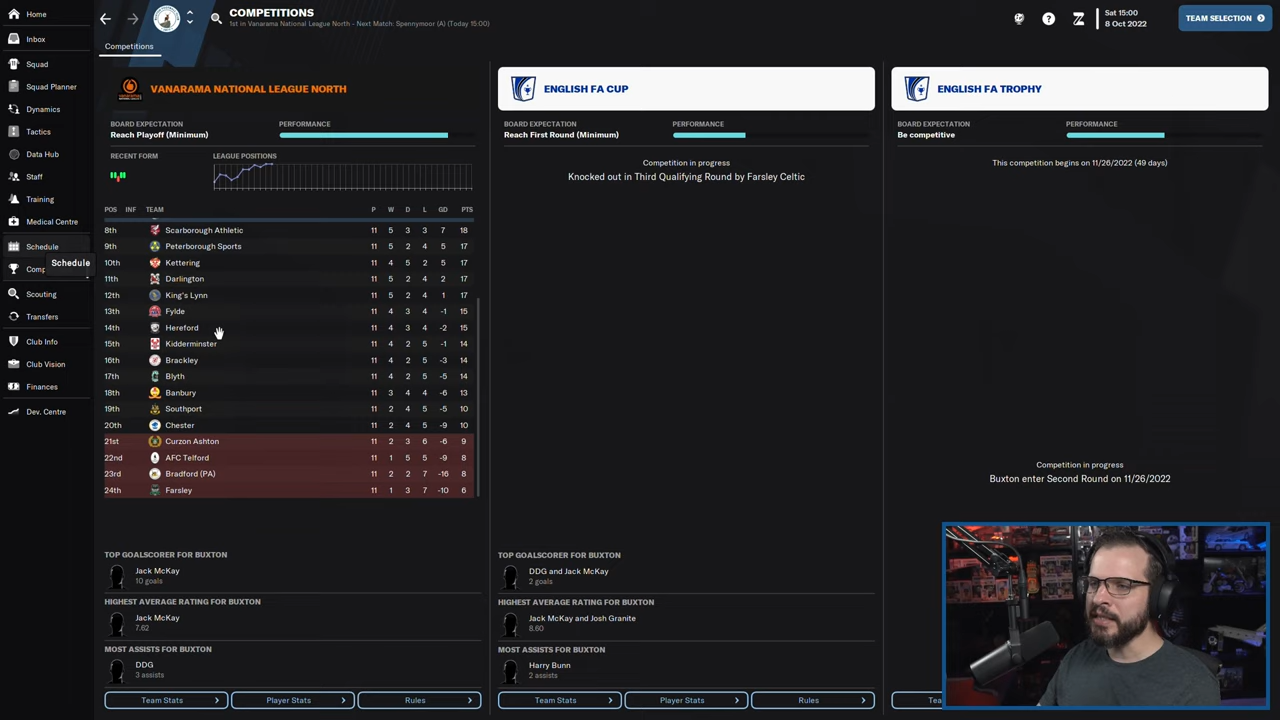 Home
Inbox
Squad
Squad Planner
Dynamics
Tactics
Data Hub
Staff
Training
Medical Centre
Schedule
Schedule
Comp
Scouting
Transfers
Club Info
Club Vision
Finances
Dev. Centre
COMPETITIONS
1st in Vanarama National League North - Next Match: Spennymoor (A) (Today 15:00)
Sat 15:00
8 Oct 2022
TEAM SELECTION
Competitions
VANARAMA NATIONAL LEAGUE NORTH
BOARD EXPECTATION PERFORMANCE
Reach Playoff (Minimum)
RECENT FORM LEAGUE POSITIONS
POS INF TEAM P W D L GD PTS
8th Scarborough Athletic 11 5 3 3 7 18
9th Peterborough Sports 11 5 2 4 5 17
10th Kettering 11 4 5 2 5 17
11th Darlington 11 5 2 4 2 17
12th King's Lynn 11 5 2 4 1 17
13th Fylde 11 4 3 4 -1 15
14th Hereford 11 4 3 4 -2 15
15th Kidderminster 11 4 2 5 -1 14
16th Brackley 11 4 2 5 -3 14
17th Blyth 11 4 2 5 -5 14
18th Banbury 11 3 4 4 -6 13
19th Southport 11 2 4 5 -5 10
20th Chester 11 2 4 5 -9 10
21st Curzon Ashton 11 2 3 6 -6 9
22nd AFC Telford 11 1 5 5 -9 8
23rd Bradford (PA) 11 2 2 7 -16 8
24th Farsley 11 1 3 7 -10 6
TOP GOALSCORER FOR BUXTON
Jack McKay
10 goals
HIGHEST AVERAGE RATING FOR BUXTON
Jack McKay
7.62
MOST ASSISTS FOR BUXTON
DDG
3 assists
Team Stats
Player Stats
Rules
ENGLISH FA CUP
BOARD EXPECTATION PERFORMANCE
Reach First Round (Minimum)
Competition in progress
Knocked out in Third Qualifying Round by Farsley Celtic
TOP GOALSCORER FOR BUXTON
DDG and Jack McKay
2 goals
HIGHEST AVERAGE RATING FOR BUXTON
Jack McKay and Josh Granite
8.60
MOST ASSISTS FOR BUXTON
Harry Bunn
2 assists
Team Stats
Player Stats
Rules
ENGLISH FA TROPHY
BOARD EXPECTATION PERFORMANCE
Be competitive
This competition begins on 11/26/2022 (49 days)
Competition in progress
Buxton enter Second Round on 11/26/2022
Te